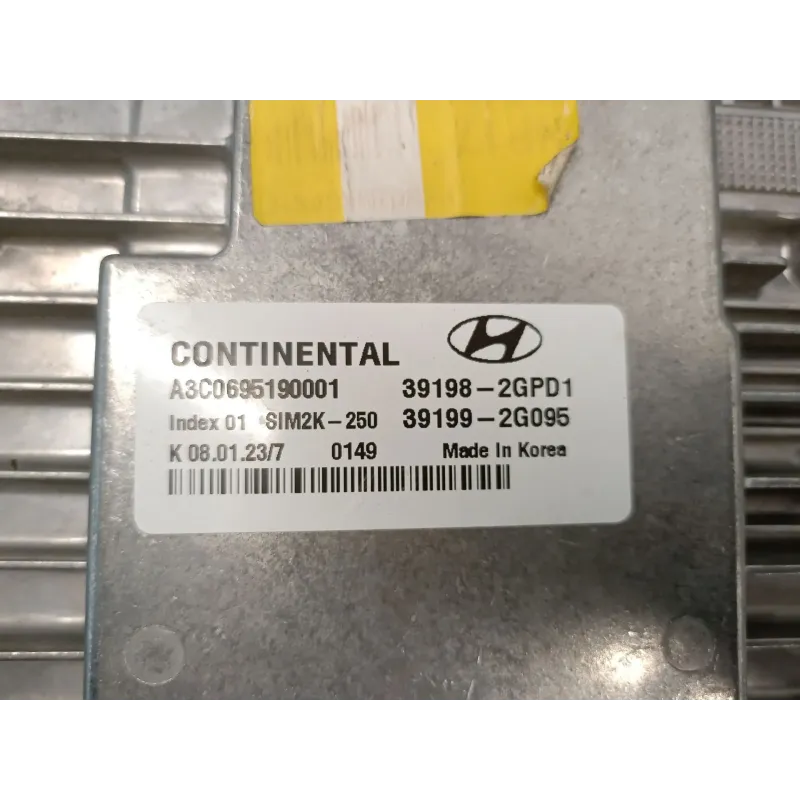 CONTINENTAL
A3C0695190001 39198-2GPD1
Index 01 SIM2K-250 39199-2G095
K 08.01.23/7 0149 Made In Korea